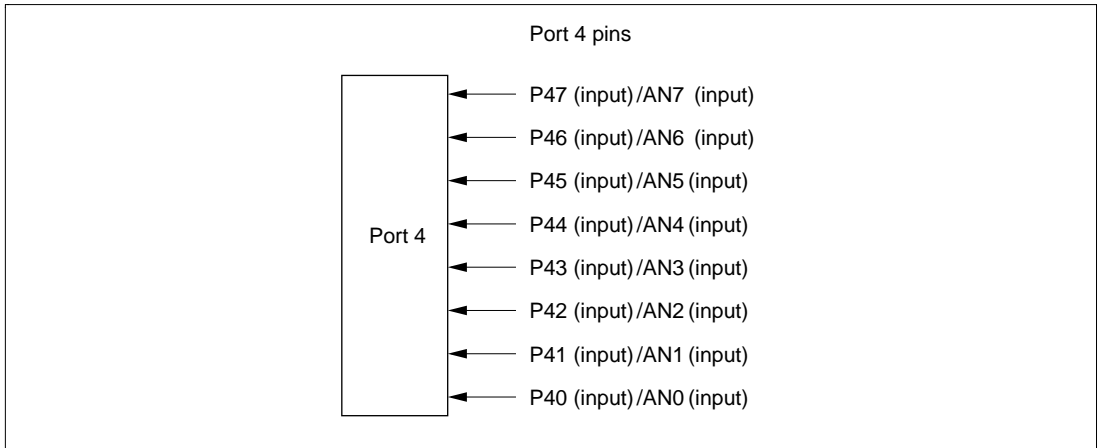 Port 4 pins
P47 (input)/AN7 (input)
P46 (input)/AN6 (input)
P45 (input)/AN5 (input)
Port 4
P44 (input)/AN4 (input)
P43 (input)/AN3 (input)
P42 (input)/AN2 (input)
P41 (input)/AN1 (input)
P40 (input)/AN0 (input)